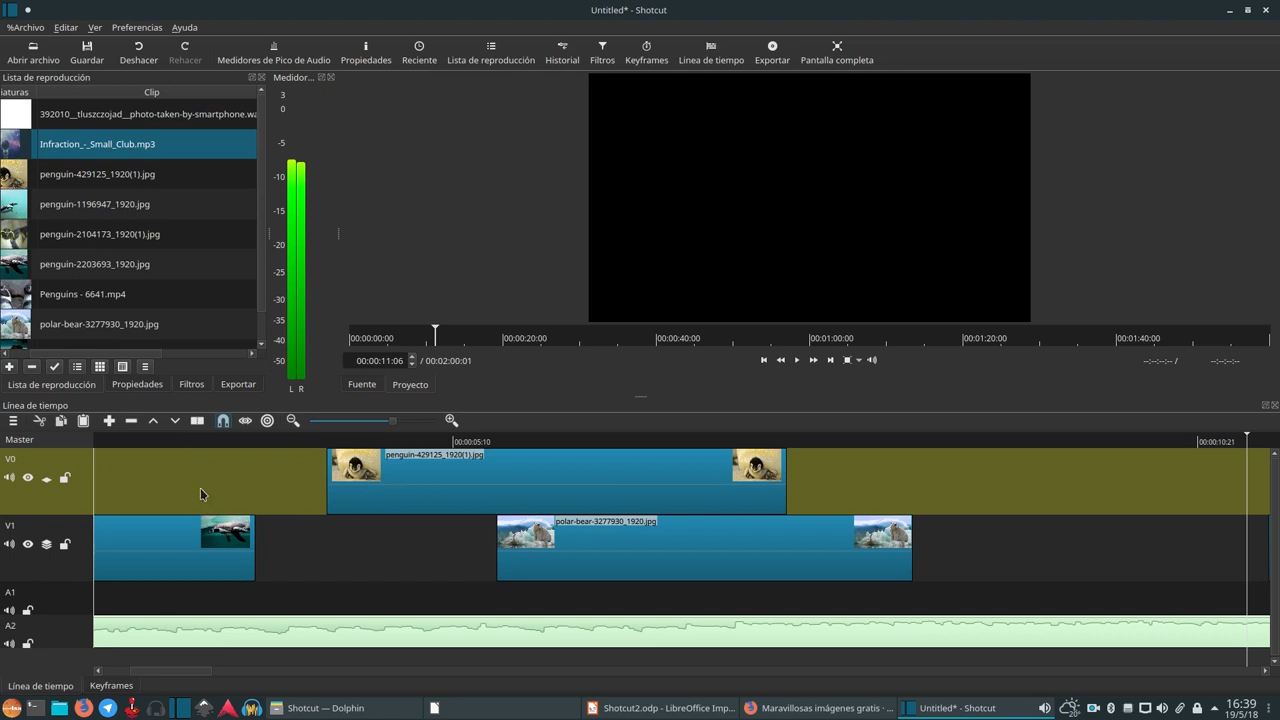 Untitled* - Shotcut
%Archivo Editar Ver Preferencias Ayuda
Abrir archivo Guardar Deshacer Rehacer Medidores de Pico de Audio Propiedades Reciente Lista de reproducción Historial Filtros Keyframes Linea de tiempo Exportar Pantalla completa
Lista de reproducción
Medidor...
iaturas Clip
392010__tluszczojad__photo-taken-by-smartphone.wa
Infraction_-_Small_Club.mp3
penguin-429125_1920(1).jpg
penguin-1196947_1920.jpg
penguin-2104173_1920(1).jpg
penguin-2203693_1920.jpg
Penguins - 6641.mp4
polar-bear-3277930_1920.jpg
3
0
-5
-10
-15
-20
-25
-30
-35
-40
-50
L R
00:00:00:00 00:00:20:00 00:00:40:00 00:01:00:00 00:01:20:00 00:01:40:00
00:00:11:06 / 00:02:00:01
--:--:--:-- / --:--:--:--
Lista de reproducción Propiedades Filtros Exportar
Fuente Proyecto
Línea de tiempo
Master
00:00:05:10 00:00:10:21
V0
penguin-429125_1920(1).jpg
V1
polar-bear-3277930_1920.jpg
A1
A2
Línea de tiempo Keyframes
Shotcut — Dolphin
Shotcut2.odp - LibreOffice Imp...
Maravillosas imágenes gratis - ...
Untitled* - Shotcut
20°
16:39
19/5/18